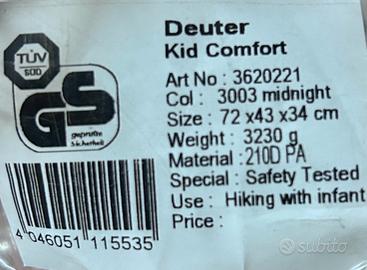 Deuter
Kid Comfort
TÜV
SÜD
GS
geprüfte
Sicherheit
Art No : 3620221
Col : 3003 midnight
Size : 72 x43 x34 cm
Weight : 3230 g
Material : 210D PA
Special : Safety Tested
Use : Hiking with infant
Price :
4 046051 115535
subito